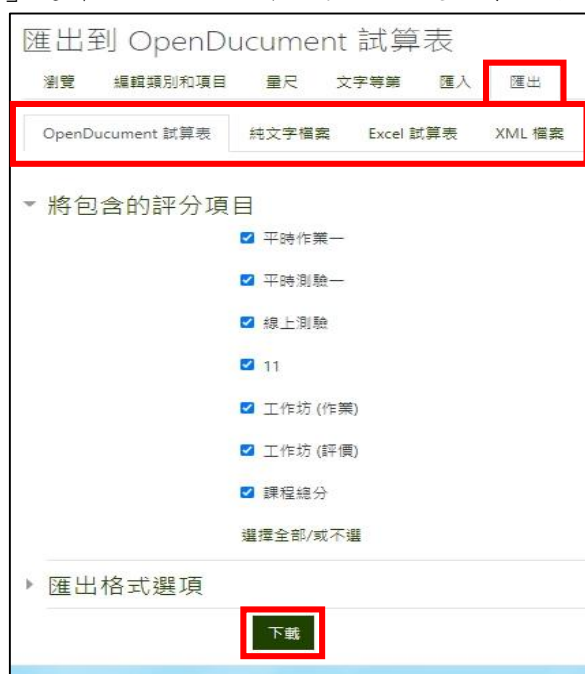 匯出到 OpenDucument 試算表
瀏覽 編輯類別和項目 量尺 文字等第 匯入 匯出
OpenDucument 試算表 純文字檔案 Excel 試算表 XML 檔案
將包含的評分項目
平時作業一
平時測驗一
線上測驗
11
工作坊 (作業)
工作坊 (評價)
課程總分
選擇全部/或不選
匯出格式選項
下載